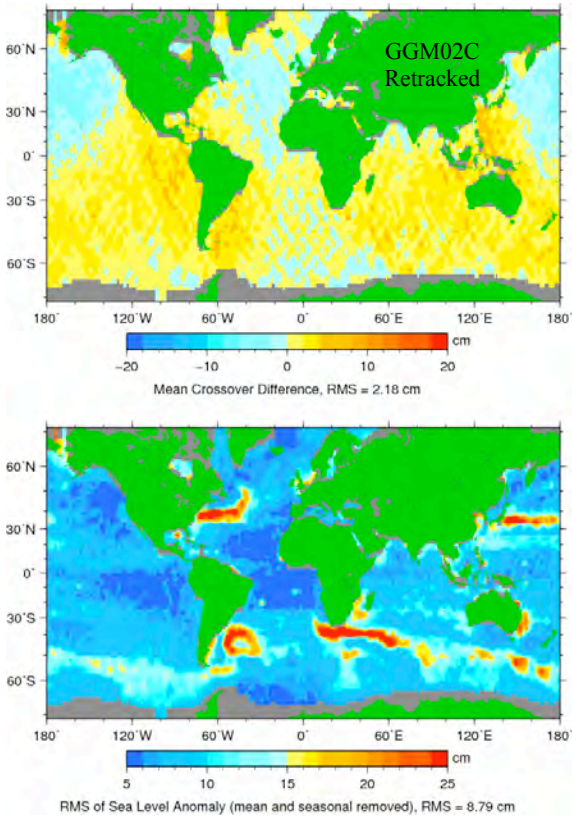 GGM02C
Retracked
60˚N
30˚N
0˚
30˚S
60˚S
180˚ 120˚W 60˚W 0˚ 60˚E 120˚E 180˚
cm
−20 −10 0 10 20
Mean Crossover Difference, RMS = 2.18 cm
60˚N
30˚N
0˚
30˚S
60˚S
180˚ 120˚W 60˚W 0˚ 60˚E 120˚E 180˚
cm
5 10 15 20 25
RMS of Sea Level Anomaly (mean and seasonal removed), RMS = 8.79 cm